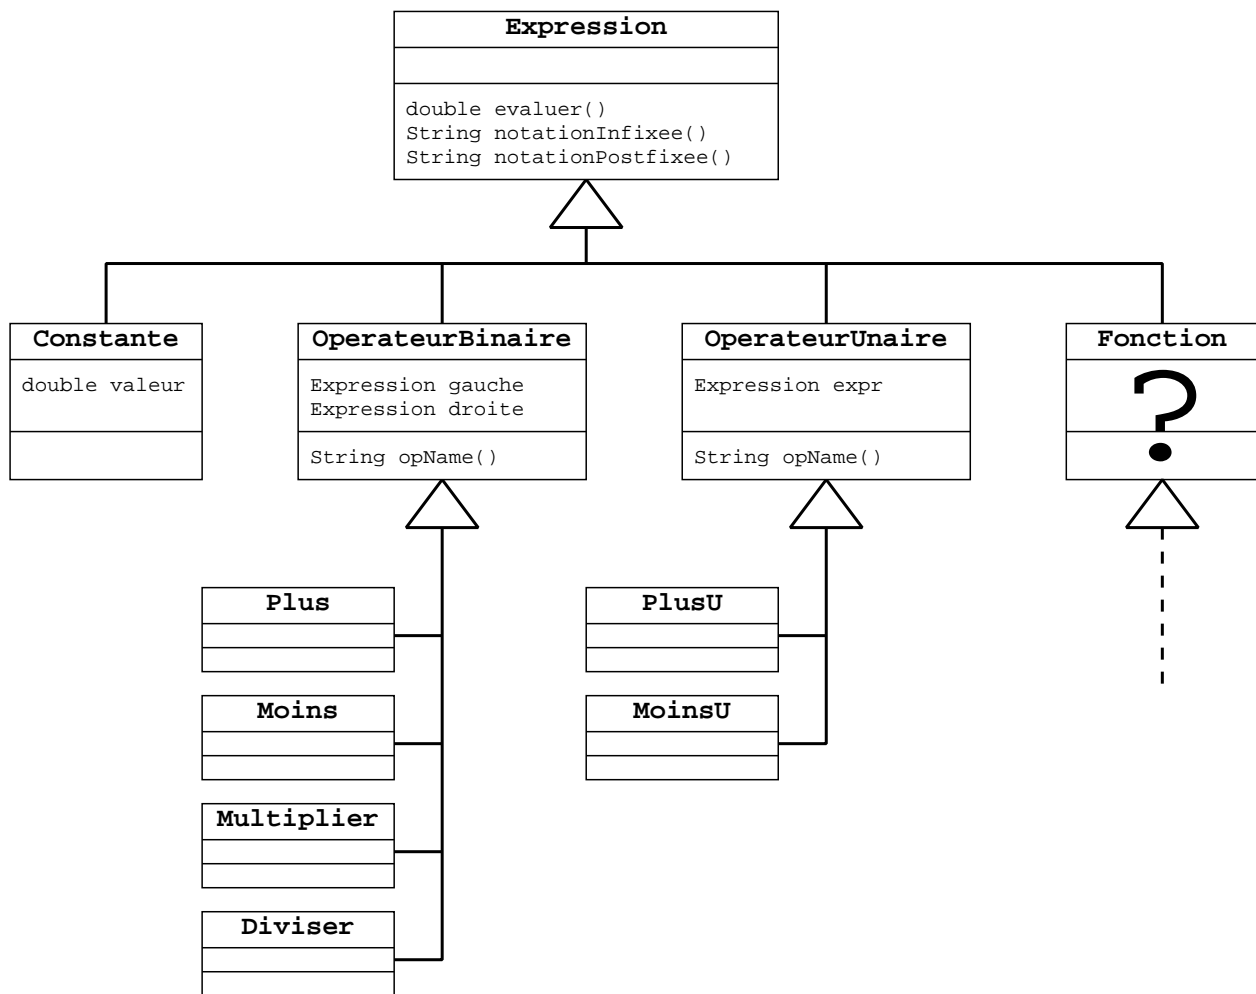 Expression
double evaluer()
String notationInfixee()
String notationPostfixee()
Constante
double valeur
OperateurBinaire
Expression gauche
Expression droite
String opName()
OperateurUnaire
Expression expr
String opName()
Fonction
?
Plus
Moins
Multiplier
Diviser
PlusU
MoinsU